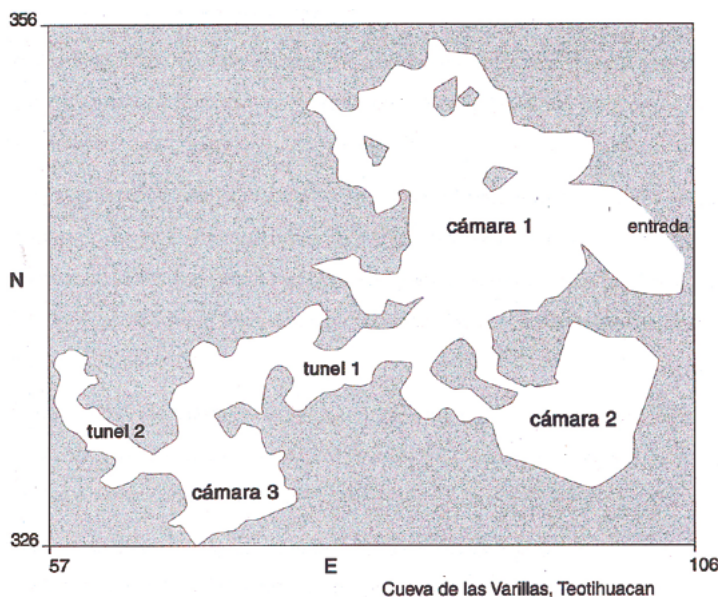 356
cámara 1
entrada
N
tunel 1
cámara 2
tunel 2
cámara 3
326
57
E
106
Cueva de las Varillas, Teotihuacan